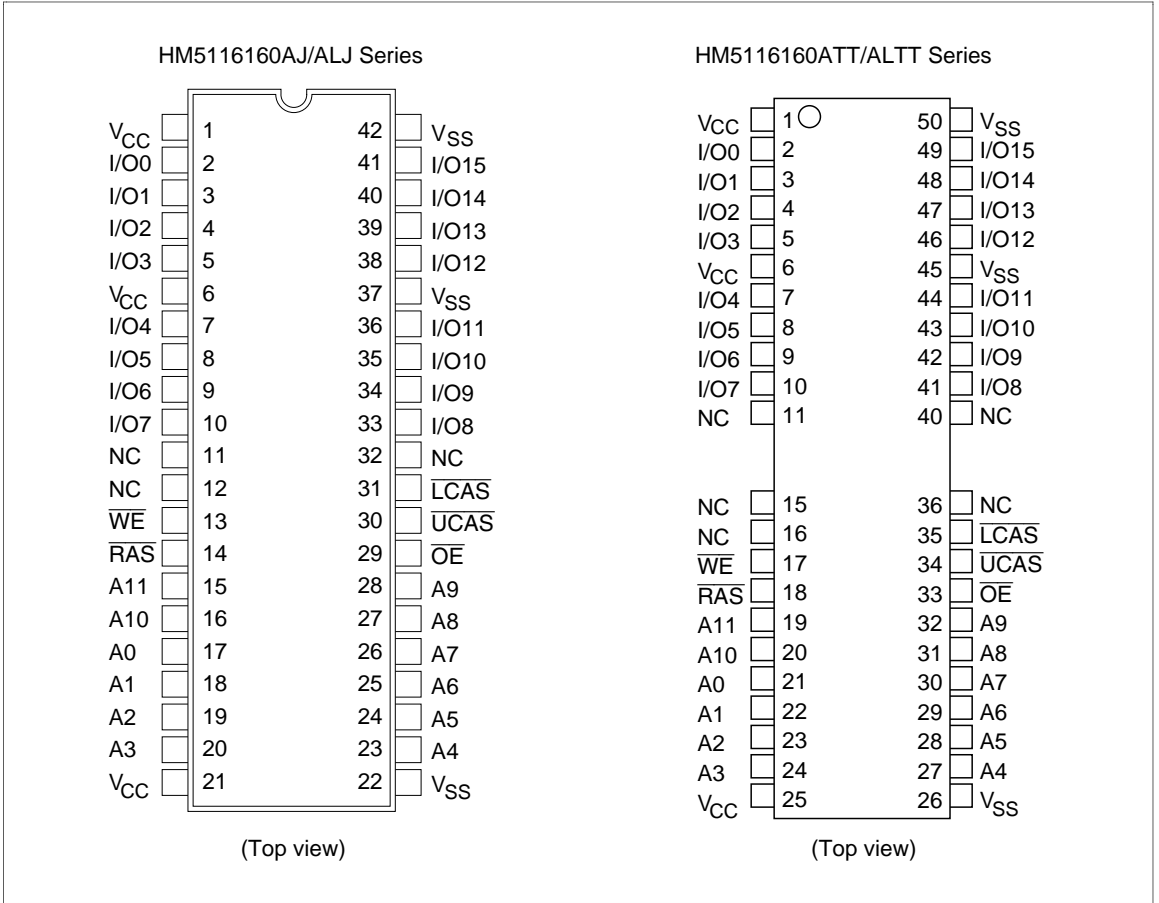 HM5116160AJ/ALJ Series
VCC 1 42 VSS
I/O0 2 41 I/O15
I/O1 3 40 I/O14
I/O2 4 39 I/O13
I/O3 5 38 I/O12
VCC 6 37 VSS
I/O4 7 36 I/O11
I/O5 8 35 I/O10
I/O6 9 34 I/O9
I/O7 10 33 I/O8
NC 11 32 NC
NC 12 31 LCAS
WE 13 30 UCAS
RAS 14 29 OE
A11 15 28 A9
A10 16 27 A8
A0 17 26 A7
A1 18 25 A6
A2 19 24 A5
A3 20 23 A4
VCC 21 22 VSS
(Top view)
HM5116160ATT/ALTT Series
VCC 1 50 VSS
I/O0 2 49 I/O15
I/O1 3 48 I/O14
I/O2 4 47 I/O13
I/O3 5 46 I/O12
VCC 6 45 VSS
I/O4 7 44 I/O11
I/O5 8 43 I/O10
I/O6 9 42 I/O9
I/O7 10 41 I/O8
NC 11 40 NC
NC 15 36 NC
NC 16 35 LCAS
WE 17 34 UCAS
RAS 18 33 OE
A11 19 32 A9
A10 20 31 A8
A0 21 30 A7
A1 22 29 A6
A2 23 28 A5
A3 24 27 A4
VCC 25 26 VSS
(Top view)